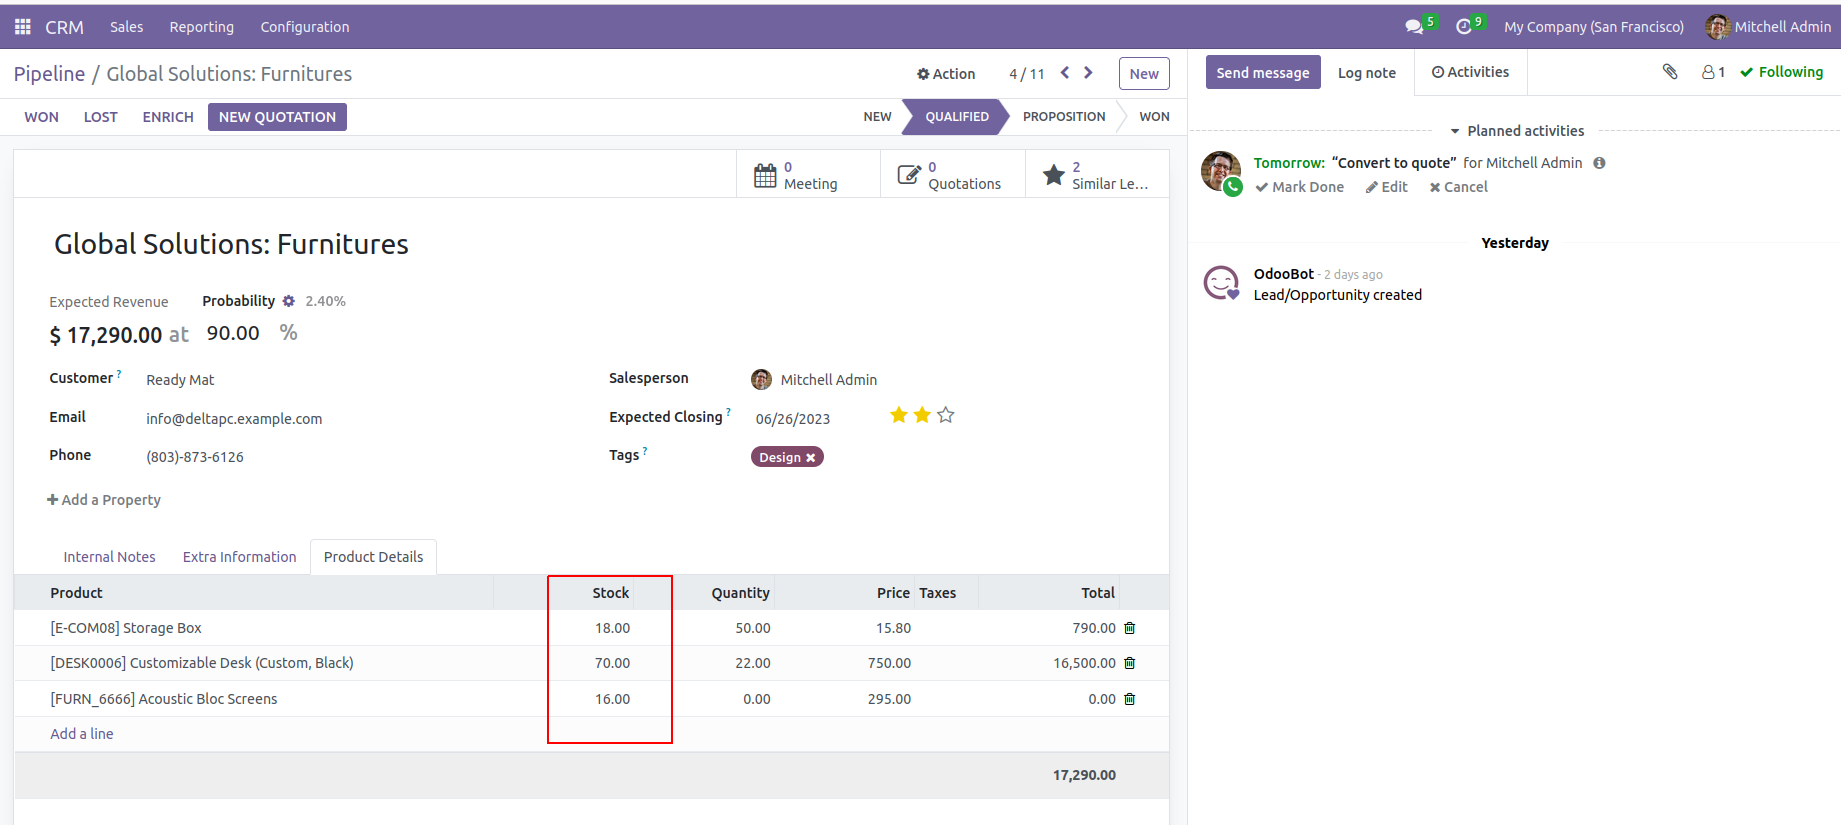 CRM Sales Reporting Configuration 5 9 My Company (San Francisco) Mitchell Admin
Pipeline / Global Solutions: Furnitures Action 4 / 11 New
WON LOST ENRICH NEW QUOTATION NEW QUALIFIED PROPOSITION WON
0 Meeting
0 Quotations
2 Similar Le...
Global Solutions: Furnitures
Expected Revenue Probability 2.40%
$ 17,290.00 at 90.00 %
Customer ? Ready Mat
Email info@deltapc.example.com
Phone (803)-873-6126
Salesperson Mitchell Admin
Expected Closing ? 06/26/2023
Tags ? Design
Add a Property
Internal Notes Extra Information Product Details
Product Stock Quantity Price Taxes Total
[E-COM08] Storage Box 18.00 50.00 15.80 790.00
[DESK0006] Customizable Desk (Custom, Black) 70.00 22.00 750.00 16,500.00
[FURN_6666] Acoustic Bloc Screens 16.00 0.00 295.00 0.00
Add a line
17,290.00
Send message Log note Activities 1 Following
Planned activities
Tomorrow: “Convert to quote” for Mitchell Admin
Mark Done Edit Cancel
Yesterday
OdooBot - 2 days ago
Lead/Opportunity created